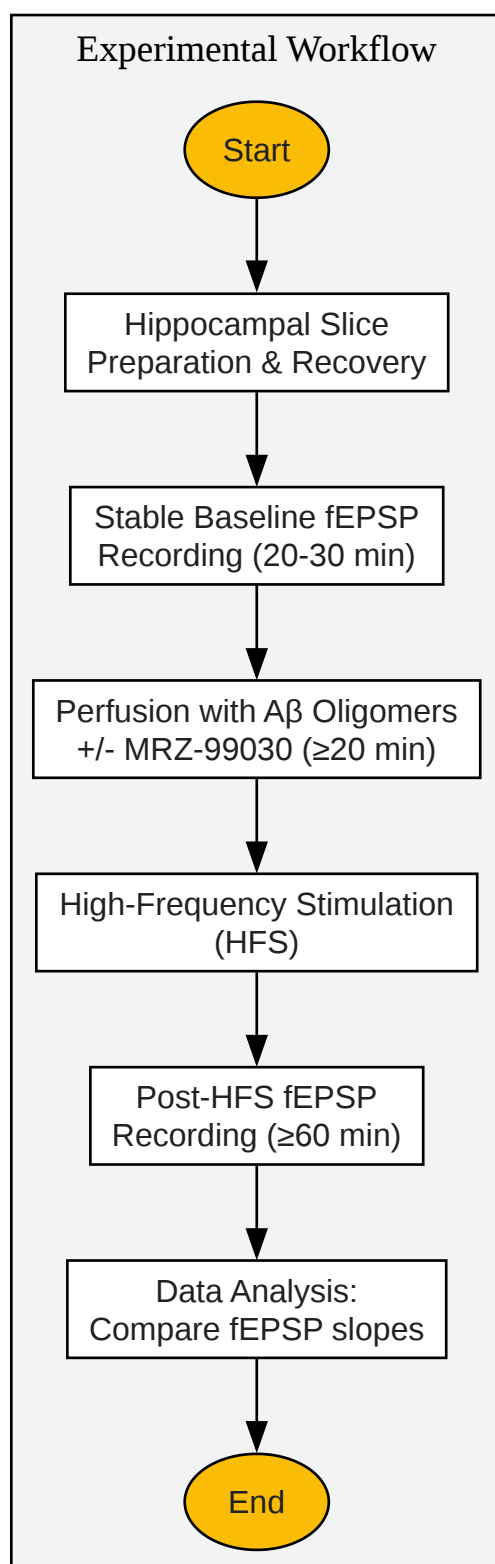 Experimental Workflow
Start
Hippocampal Slice
Preparation & Recovery
Stable Baseline fEPSP
Recording (20-30 min)
Perfusion with Aβ Oligomers
+/- MRZ-99030 (≥20 min)
High-Frequency Stimulation
(HFS)
Post-HFS fEPSP
Recording (≥60 min)
Data Analysis:
Compare fEPSP slopes
End